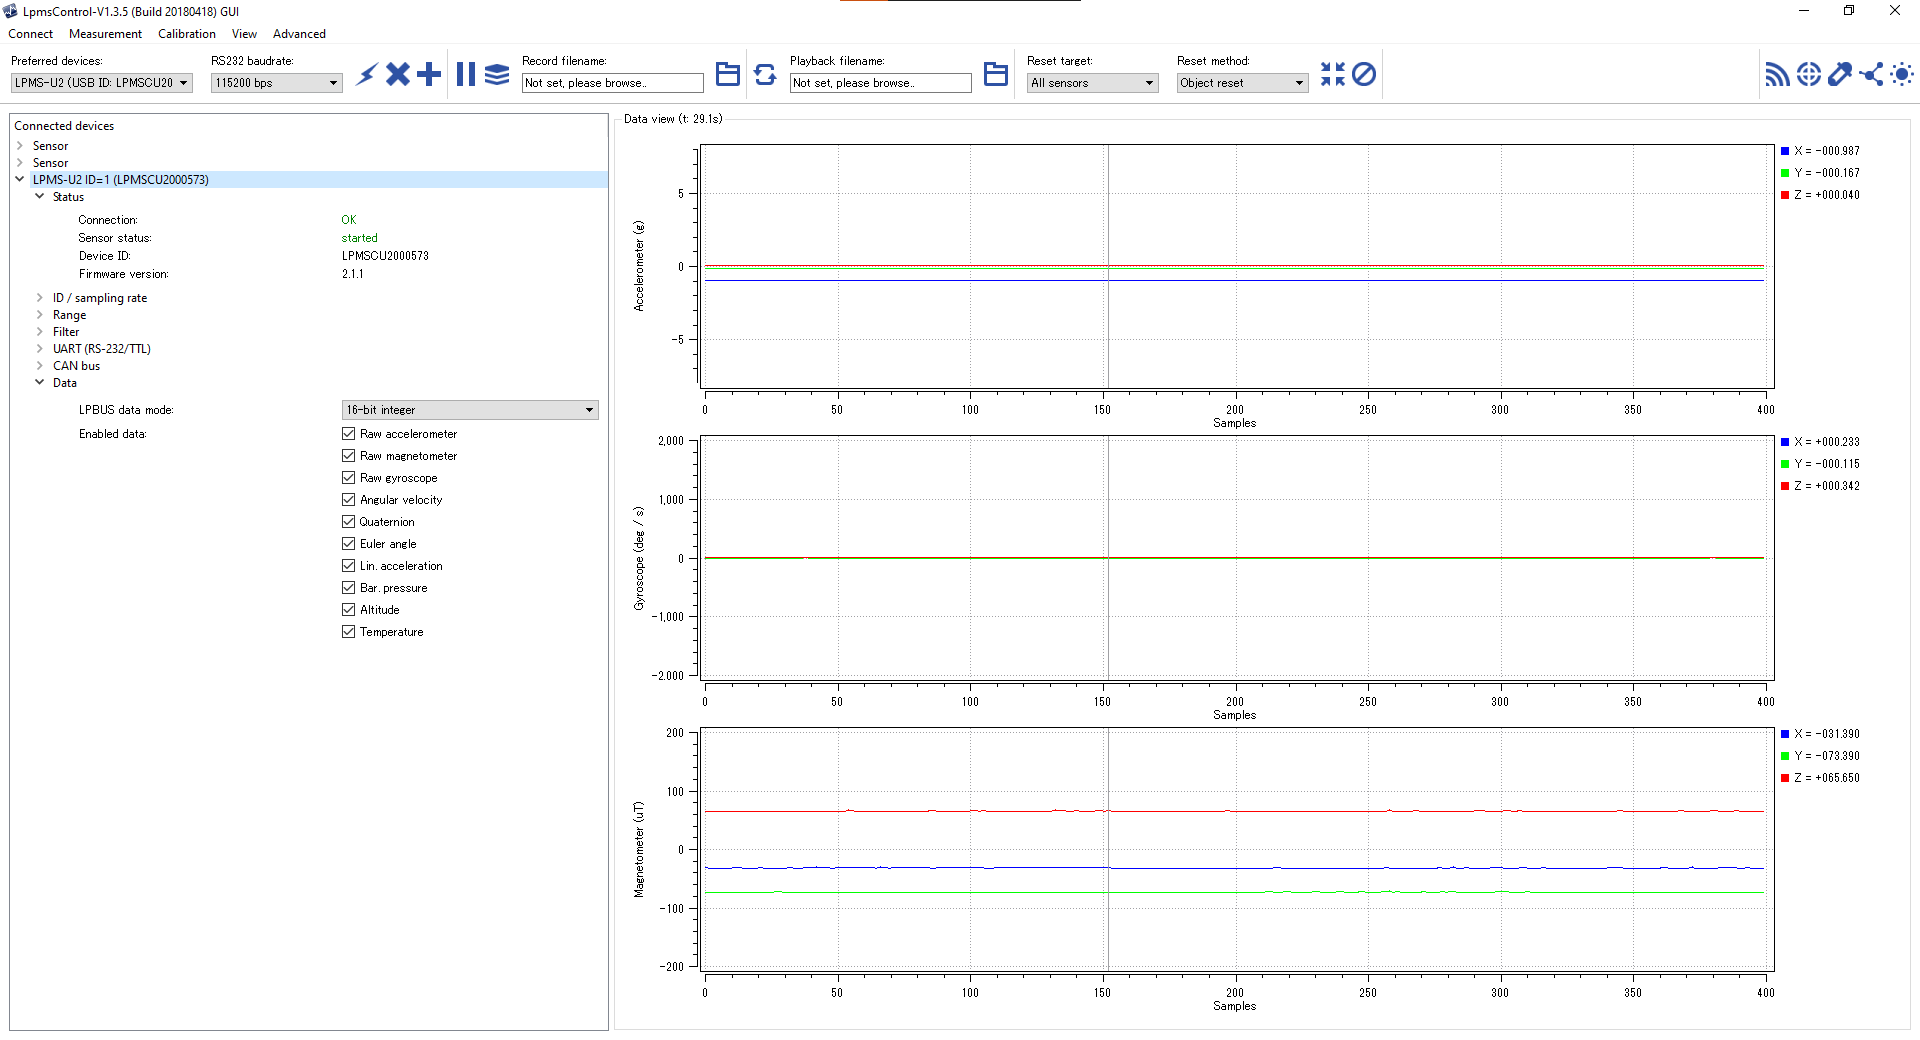 LpmsControl-V1.3.5 (Build 20180418) GUI
Connect Measurement Calibration View Advanced
Preferred devices: RS232 baudrate: Record filename: Playback filename: Reset target: Reset method:
LPMS-U2 (USB ID: LPMSCU20 115200 bps Not set, please browse.. Not set, please browse.. All sensors Object reset
Connected devices
Sensor
Sensor
LPMS-U2 ID=1 (LPMSCU2000573)
Status
Connection: OK
Sensor status: started
Device ID: LPMSCU2000573
Firmware version: 2.1.1
ID / sampling rate
Range
Filter
UART (RS-232/TTL)
CAN bus
Data
LPBUS data mode: 16-bit integer
Enabled data: Raw accelerometer
Raw magnetometer
Raw gyroscope
Angular velocity
Quaternion
Euler angle
Lin. acceleration
Bar. pressure
Altitude
Temperature
Data view (t: 29.1s)
Accelerometer (g)
5
0
-5
0 50 100 150 200 250 300 350 400
Samples
X = -000.987
Y = -000.167
Z = +000.040
Gyroscope (deg / s)
2,000
1,000
0
-1,000
-2,000
0 50 100 150 200 250 300 350 400
Samples
X = +000.233
Y = -000.115
Z = +000.342
Magnetometer (uT)
200
100
0
-100
-200
0 50 100 150 200 250 300 350 400
Samples
X = -031.390
Y = -073.390
Z = +065.650